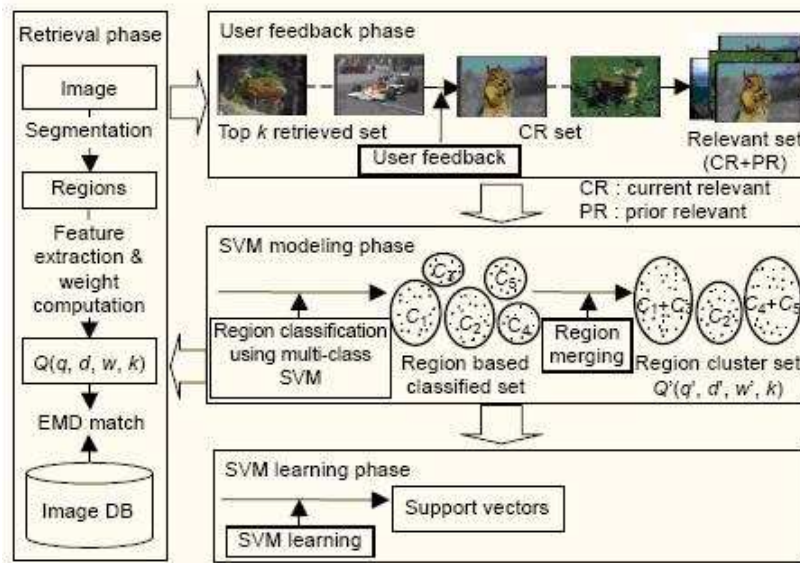 Retrieval phase
Image
Segmentation
Regions
Feature
extraction &
weight
computation
Q(q, d, w, k)
EMD match
Image DB
User feedback phase
Top k retrieved set
CR set
User feedback
Relevant set
(CR+PR)
CR : current relevant
PR : prior relevant
SVM modeling phase
Region classification
using multi-class
SVM
C1
C2
C4
C5
Region based
classified set
Region
merging
C2
C4+C5
Region cluster set
Q'(q', d', w', k)
SVM learning phase
Support vectors
SVM learning